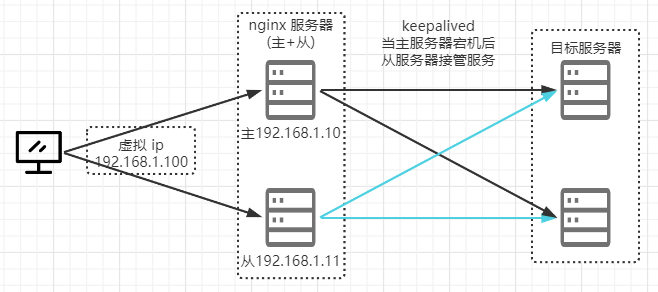 nginx 服务器
(主+从)
keepalived
当主服务器宕机后
从服务器接管服务
目标服务器
虚拟 ip
192.168.1.100
主192.168.1.10
从192.168.1.11